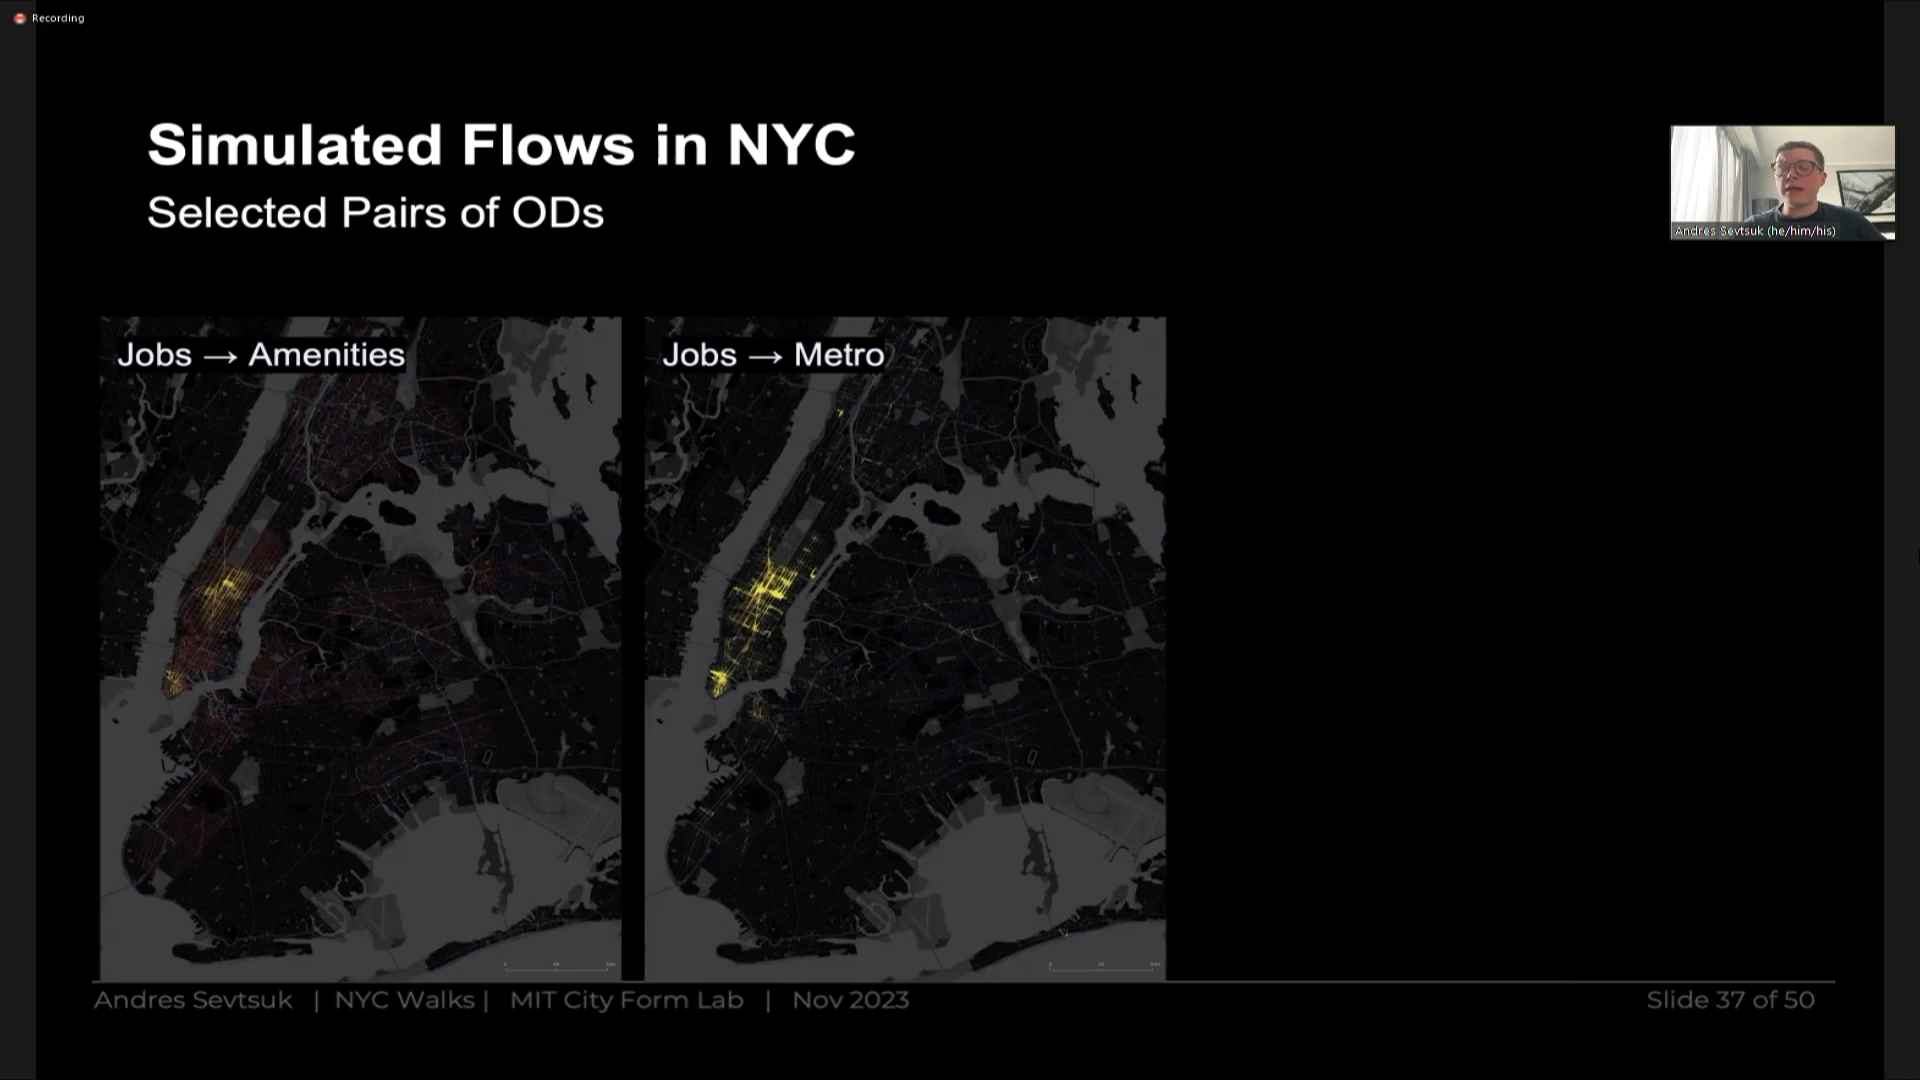 Recording
Simulated Flows in NYC
Selected Pairs of ODs
Andres Sevtsuk (he/him/his)
Jobs → Amenities
Jobs → Metro
Andres Sevtsuk | NYC Walks | MIT City Form Lab | Nov 2023
Slide 37 of 50